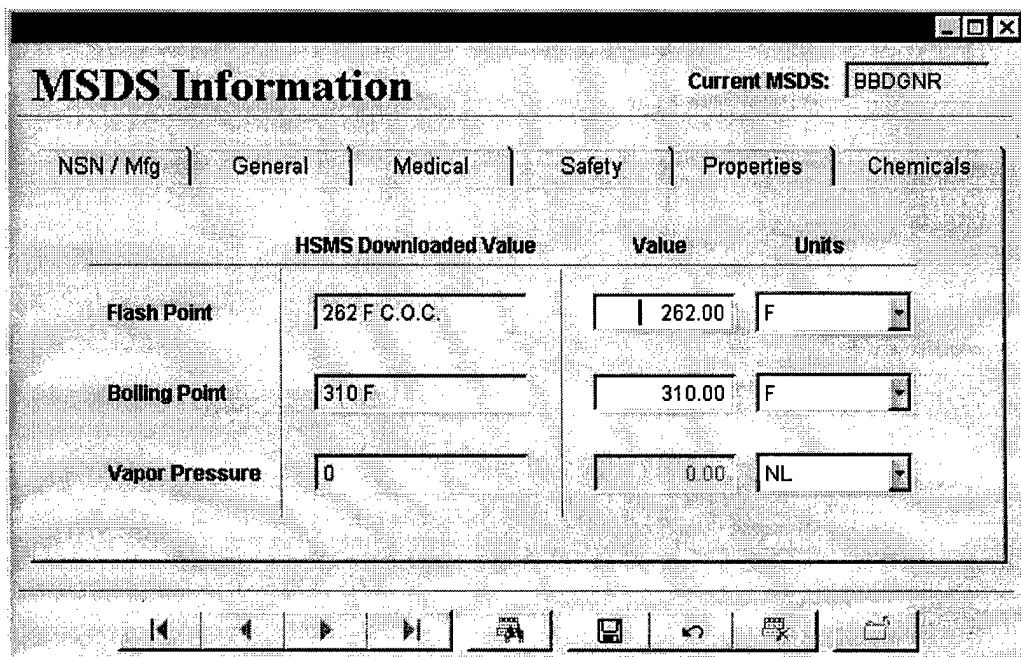 MSDS Information Current MSDS: BBDGNR
NSN / Mfg General Medical Safety Properties Chemicals
HSMS Downloaded Value Value Units
Flash Point 262 F C.O.C. 262.00 F
Boiling Point 310 F 310.00 F
Vapor Pressure 0 0.00 NL